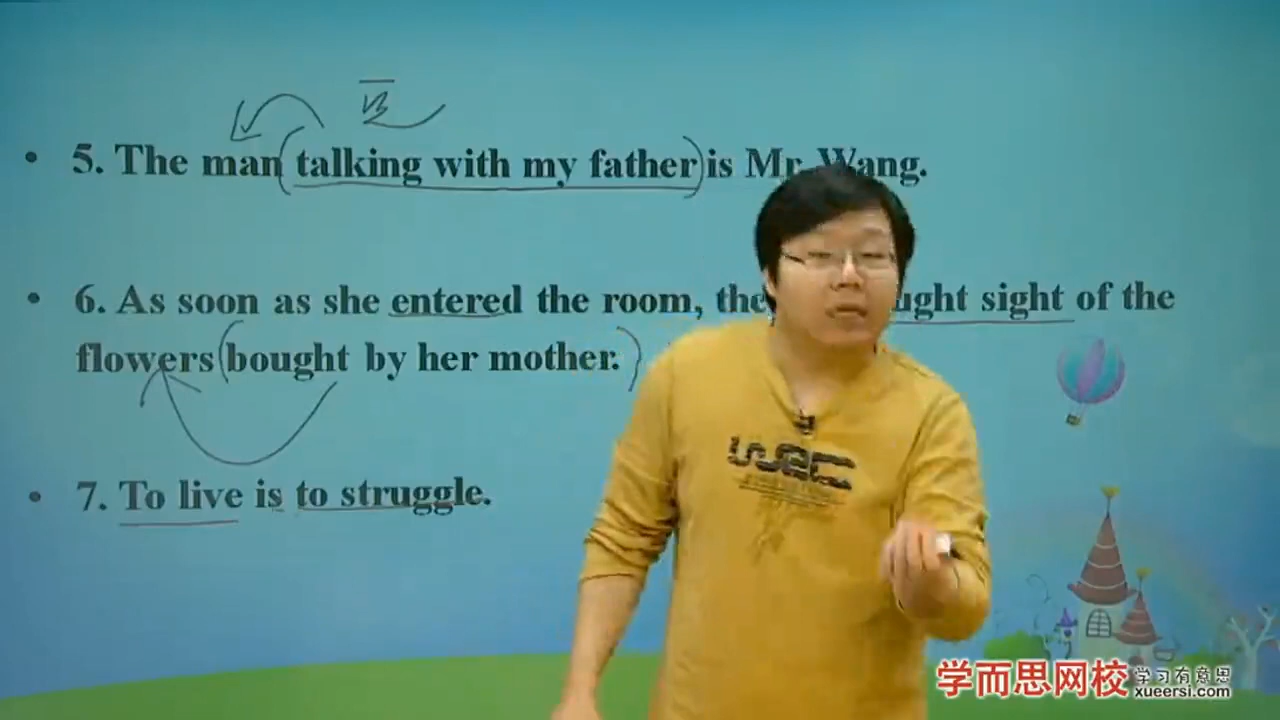 • 5. The man (talking with my father) is Mr. Wang.
• 6. As soon as she entered the room, the ught sight of the
flowers (bought by her mother.)
• 7. To live is to struggle.
学而思网校 学习有意思
xueersi.com